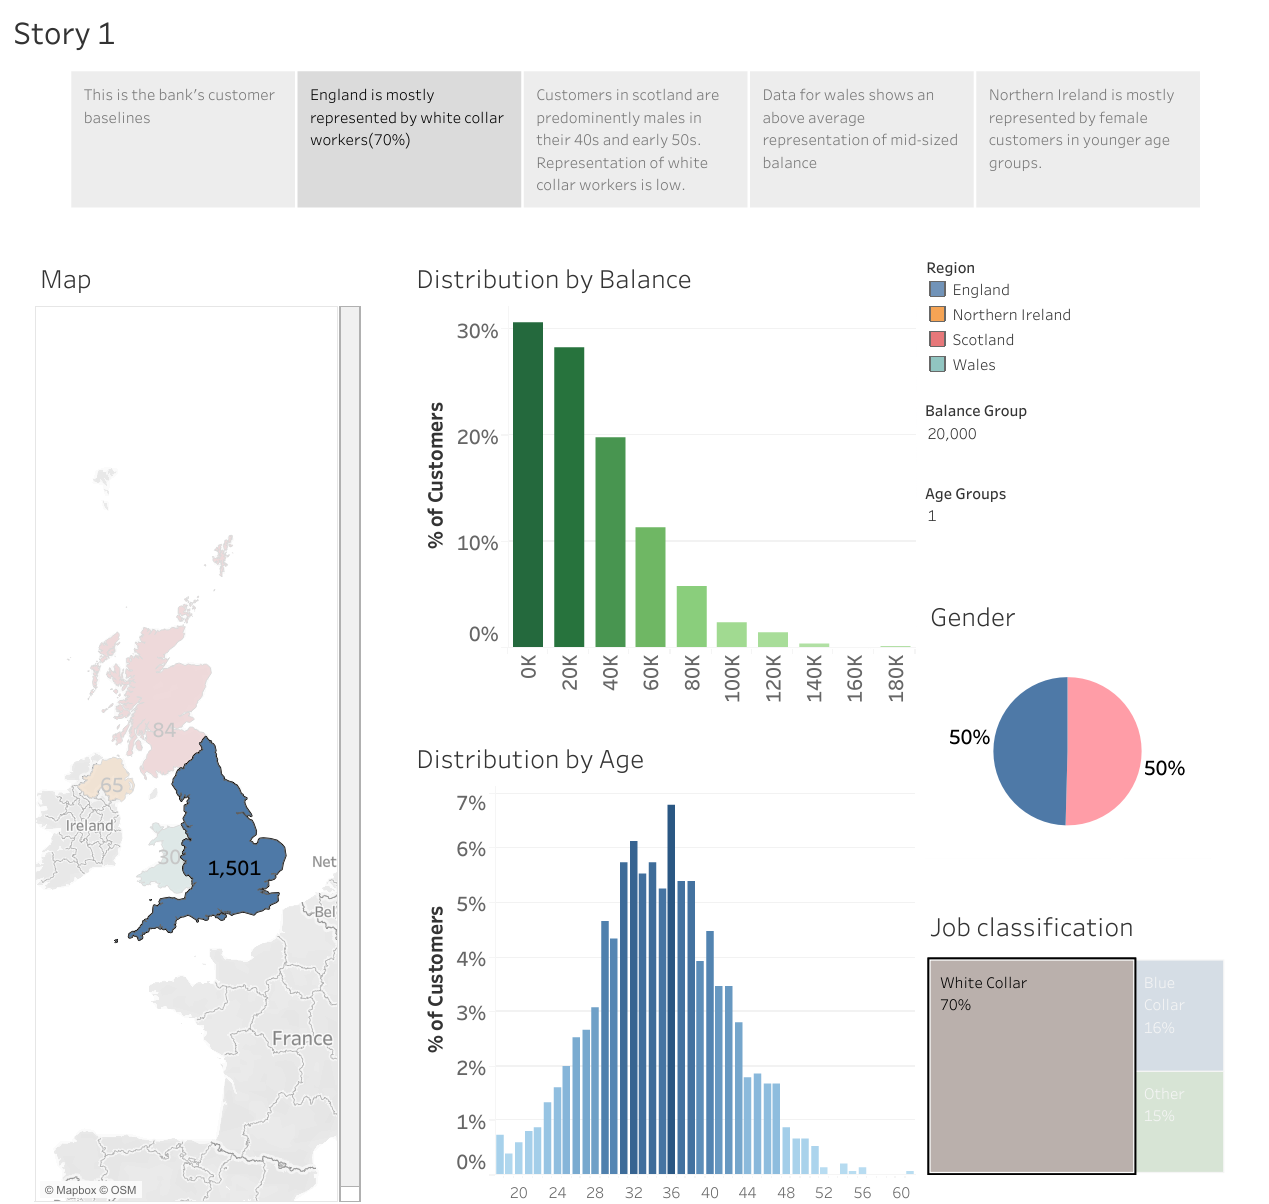 Story 1
This is the bank's customer
baselines
England is mostly
represented by white collar
workers(70%)
Customers in scotland are
predominently males in
their 40s and early 50s.
Representation of white
collar workers is low.
Data for wales shows an
above average
representation of mid-sized
balance
Northern Ireland is mostly
represented by female
customers in younger age
groups.
Map
84
65
Ireland
30
1,501
Net
Bel
France
© Mapbox © OSM
Distribution by Balance
% of Customers
30%
20%
10%
0%
0K
20K
40K
60K
80K
100K
120K
140K
160K
180K
Distribution by Age
% of Customers
7%
6%
5%
4%
3%
2%
1%
0%
20 24 28 32 36 40 44 48 52 56 60
Region
England
Northern Ireland
Scotland
Wales
Balance Group
20,000
Age Groups
1
Gender
50%
50%
Job classification
White Collar
70%
Blue
Collar
16%
Other
15%